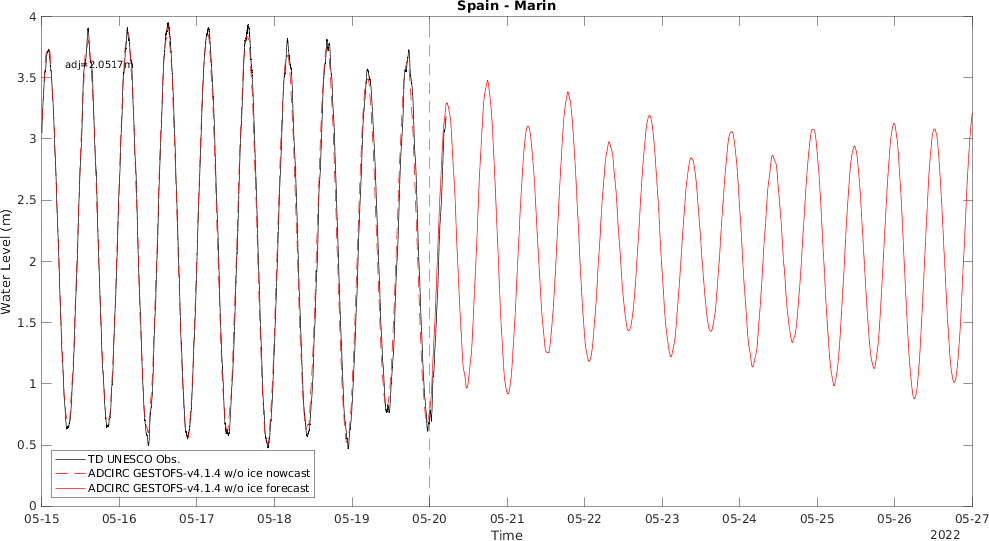 Spain - Marin
4
3.5
3
2.5
2
1.5
1
0.5
0
Water Level (m)
adj=2.0517m
TD UNESCO Obs.
ADCIRC GESTOFS-v4.1.4 w/o ice nowcast
ADCIRC GESTOFS-v4.1.4 w/o ice forecast
05-15 05-16 05-17 05-18 05-19 05-20 05-21 05-22 05-23 05-24 05-25 05-26 05-27
Time
2022